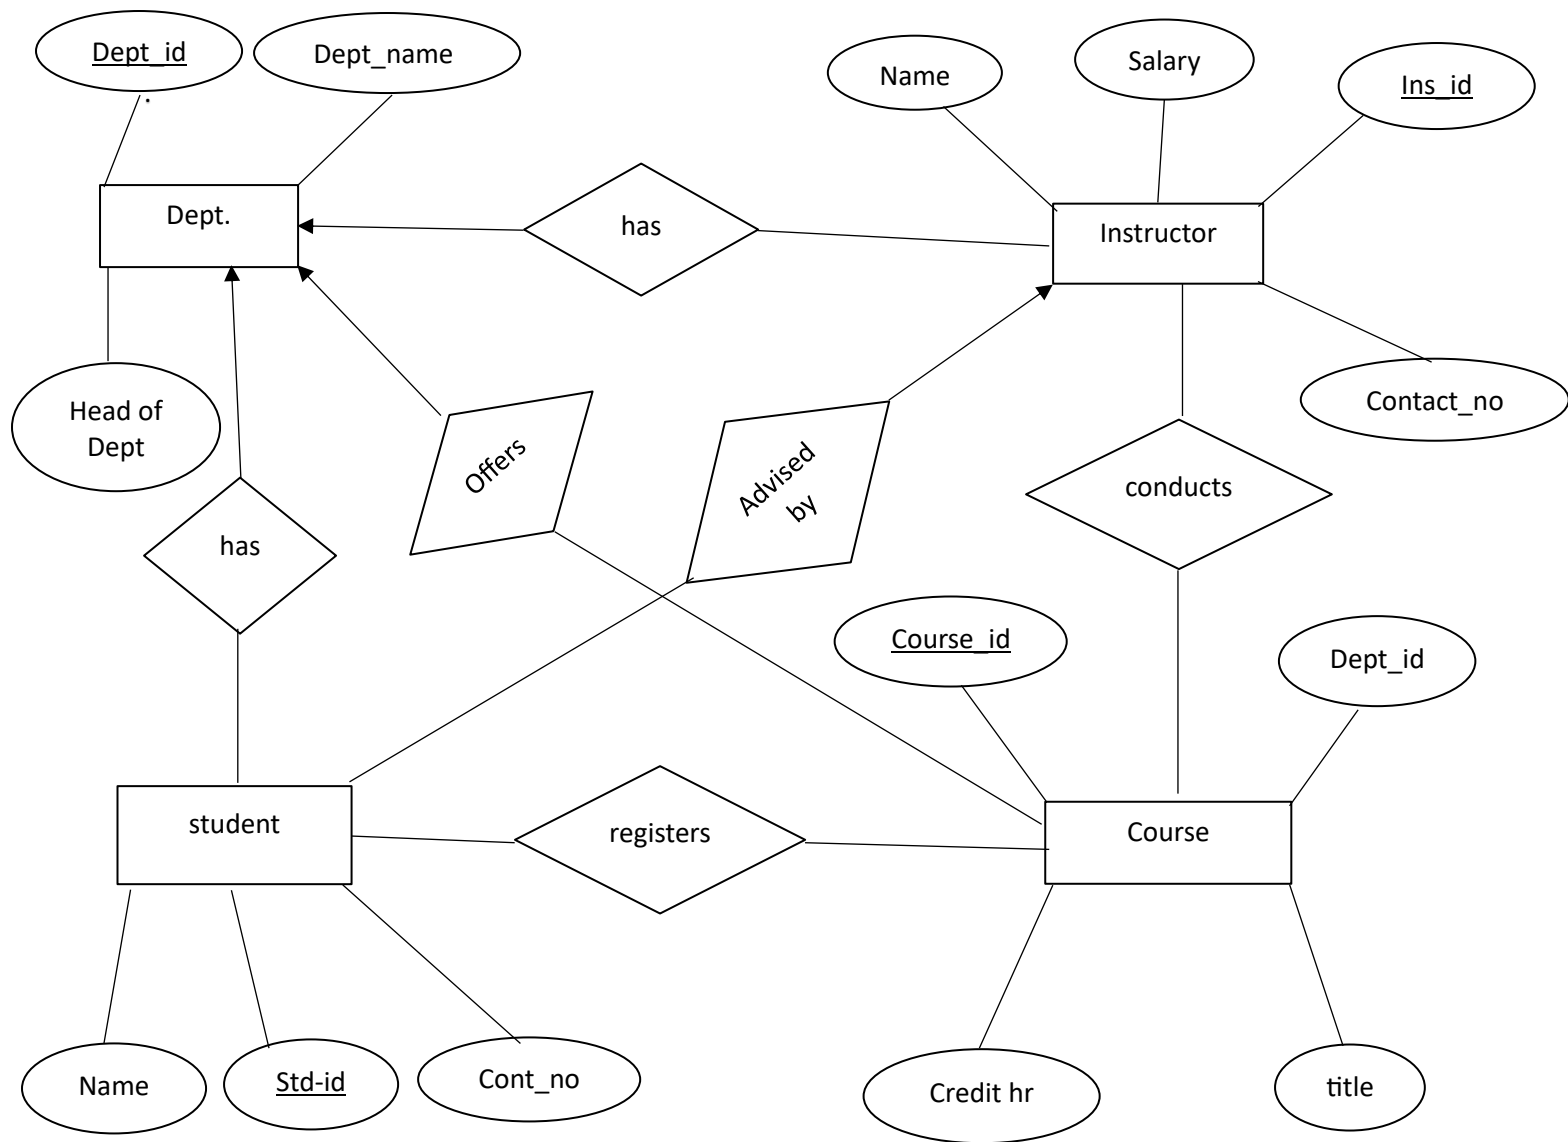 Dept_id
.
Dept_name
Name
Salary
Ins_id
Dept.
has
Instructor
Head of
Dept
Offers
Advised
by
Contact_no
conducts
has
Course_id
Dept_id
student
registers
Course
Name
Std-id
Cont_no
Credit hr
title